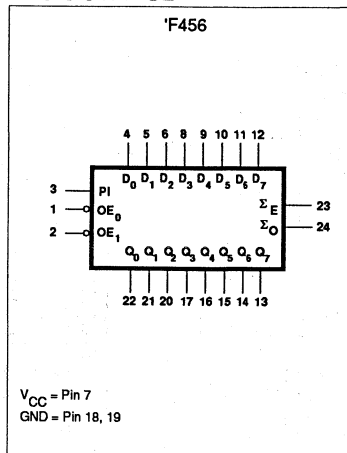 'F456
4 5 6 8 9 10 11 12
D0 D1 D2 D3 D4 D5 D6 D7
3 PI
1 OE0
2 OE1
ΣE 23
ΣO 24
Q0 Q1 Q2 Q3 Q4 Q5 Q6 Q7
22 21 20 17 16 15 14 13
VCC = Pin 7
GND = Pin 18, 19